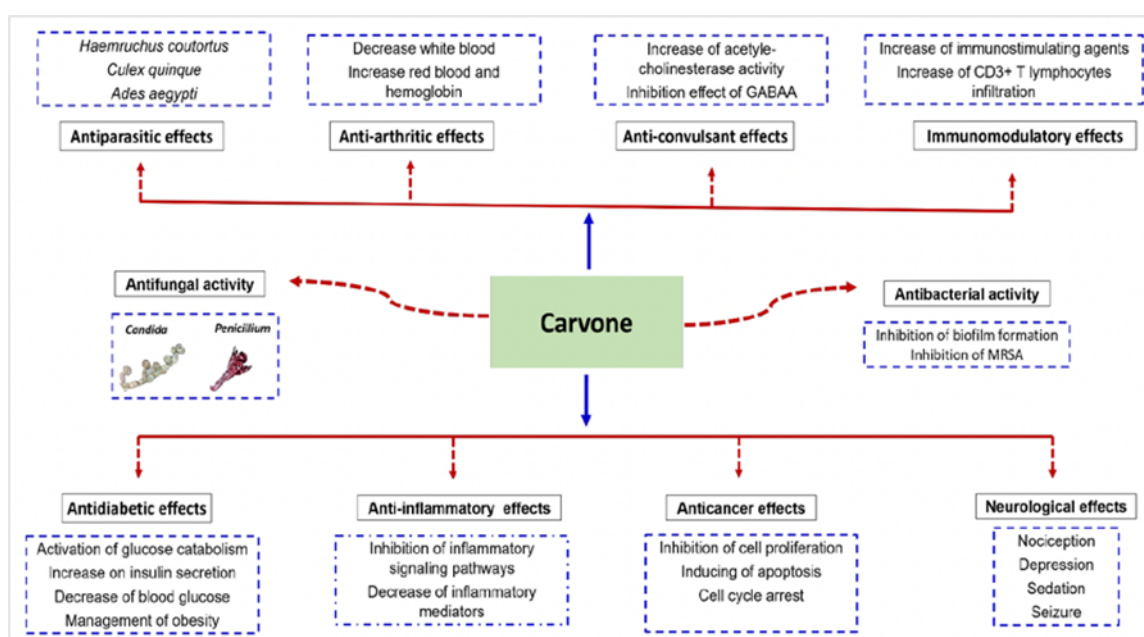 Haemruchus coutortus
Culex quinque
Ades aegypti
Antiparasitic effects
Decrease white blood
Increase red blood and
hemoglobin
Anti-arthritic effects
Increase of acetyle-
cholinesterase activity
Inhibition effect of GABAA
Anti-convulsant effects
Increase of immunostimulating agents
Increase of CD3+ T lymphocytes
infiltration
Immunomodulatory effects
Antifungal activity
Candida
Penicillium
Carvone
Antibacterial activity
Inhibition of biofilm formation
Inhibition of MRSA
Antidiabetic effects
Activation of glucose catabolism
Increase on insulin secretion
Decrease of blood glucose
Management of obesity
Anti-inflammatory effects
Inhibition of inflammatory
signaling pathways
Decrease of inflammatory
mediators
Anticancer effects
Inhibition of cell proliferation
Inducing of apoptosis
Cell cycle arrest
Neurological effects
Nociception
Depression
Sedation
Seizure